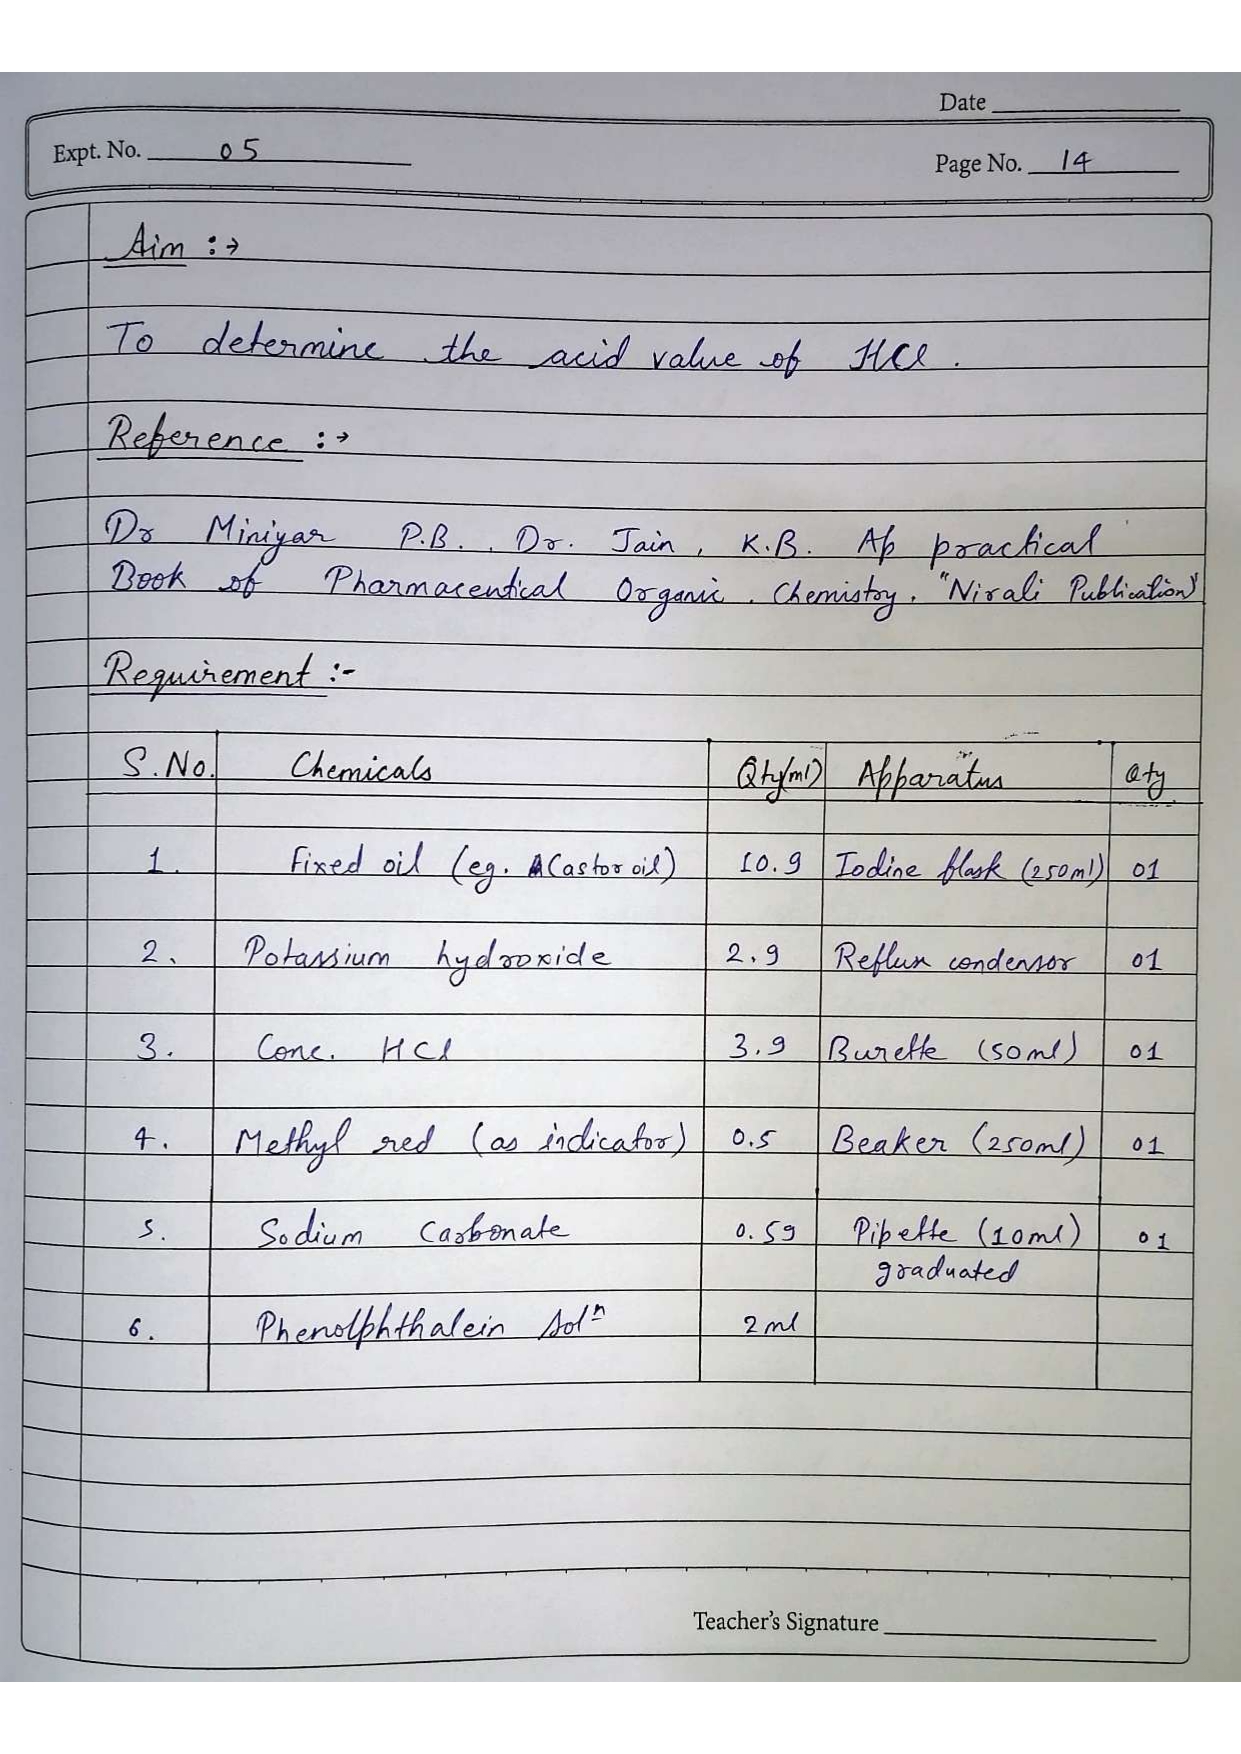 Date
Expt. No. 05
Page No. 14
Aim :→
To determine the acid value of HCl.
Reference :→
Dr Miniyar P.B., Dr. Jain, K.B. Ap practical
Book of Pharmaceutical Organic. Chemistry. "Nirali Publication"
Requirement :-
S.No. Chemicals Qty(ml) Apparatus Qty
1. Fixed oil (eg. Castor oil) 10.9 Iodine flask (250ml) 01
2. Potassium hydroxide 2.9 Reflux condensor 01
3. Conc. HCl 3.9 Burette (50ml) 01
4. Methyl red (as indicator) 0.5 Beaker (250ml) 01
5. Sodium Carbonate 0.59 Pipette (10ml) 01
graduated
6. Phenolphthalein Solⁿ 2 ml
Teacher's Signature